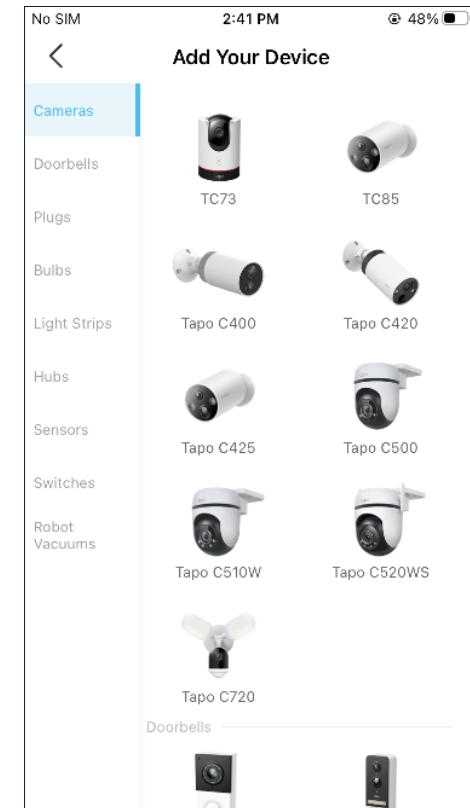 No SIM 2:41 PM 48%
Add Your Device
Cameras
Doorbells
Plugs
Bulbs
Light Strips
Hubs
Sensors
Switches
Robot
Vacuums
TC73 TC85
Tapo C400 Tapo C420
Tapo C425 Tapo C500
Tapo C510W Tapo C520WS
Tapo C720
Doorbells